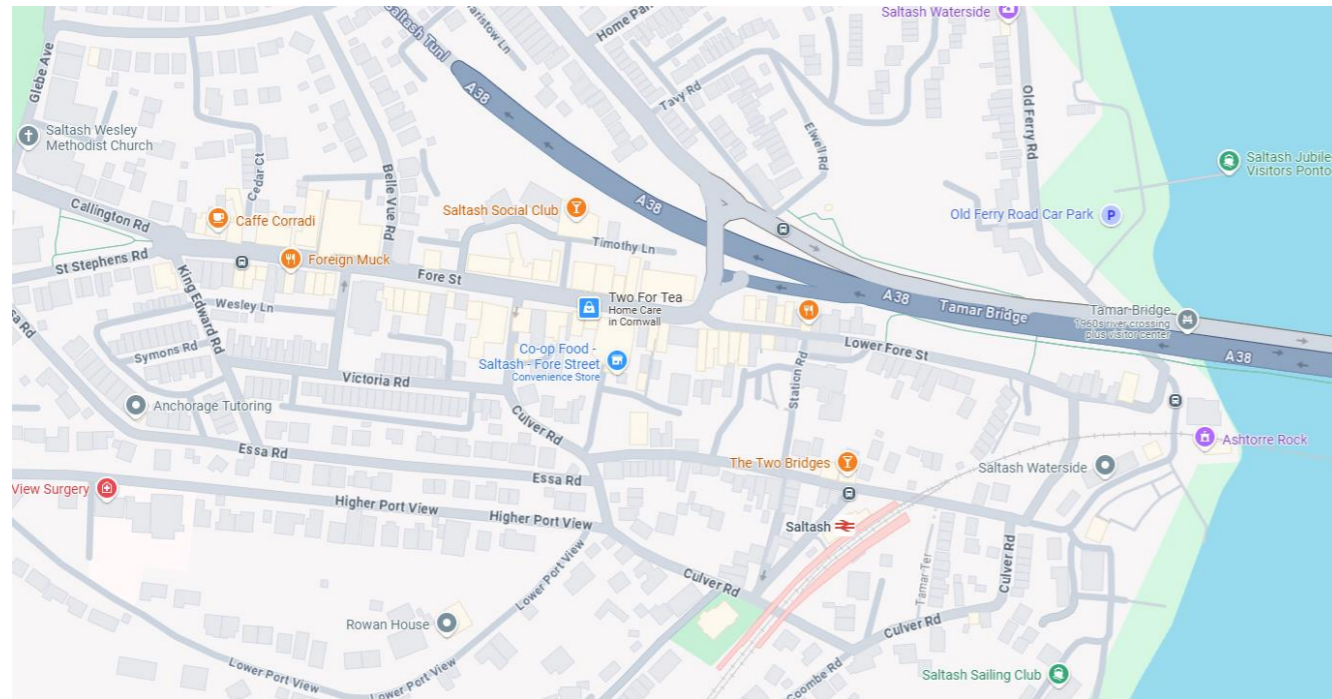 Saltash Waterside
Glebe Ave
Saltash Tunl
Home Park
A38
Tavy Rd
Old Ferry Rd
Saltash Wesley
Methodist Church
Elwell Rd
Saltash Jubile
Visitors Ponto
Cedar Ct
Belle Vue Rd
Callington Rd
Caffe Corradi
Saltash Social Club
A38
Old Ferry Road Car Park
P
Timothy Ln
St Stephens Rd
Foreign Muck
Fore St
King Edward Rd
Wesley Ln
Two For Tea
Home Care
in Cornwall
A38
Tamar Bridge
Tamar Bridge
1960s river crossing
plus visitor center
A38
Symons Rd
Co-op Food -
Saltash - Fore Street
Convenience Store
Lower Fore St
Station Rd
Victoria Rd
Anchorage Tutoring
Culver Rd
Ashtorre Rock
Essa Rd
The Two Bridges
Saltash Waterside
Essa Rd
View Surgery
Higher Port View
Higher Port View
Saltash
Lower Port View
Culver Rd
Culver Rd
Tamar Ter
Rowan House
Culver Rd
Lower Port View
Lower Port View
Coombe Rd
Saltash Sailing Club